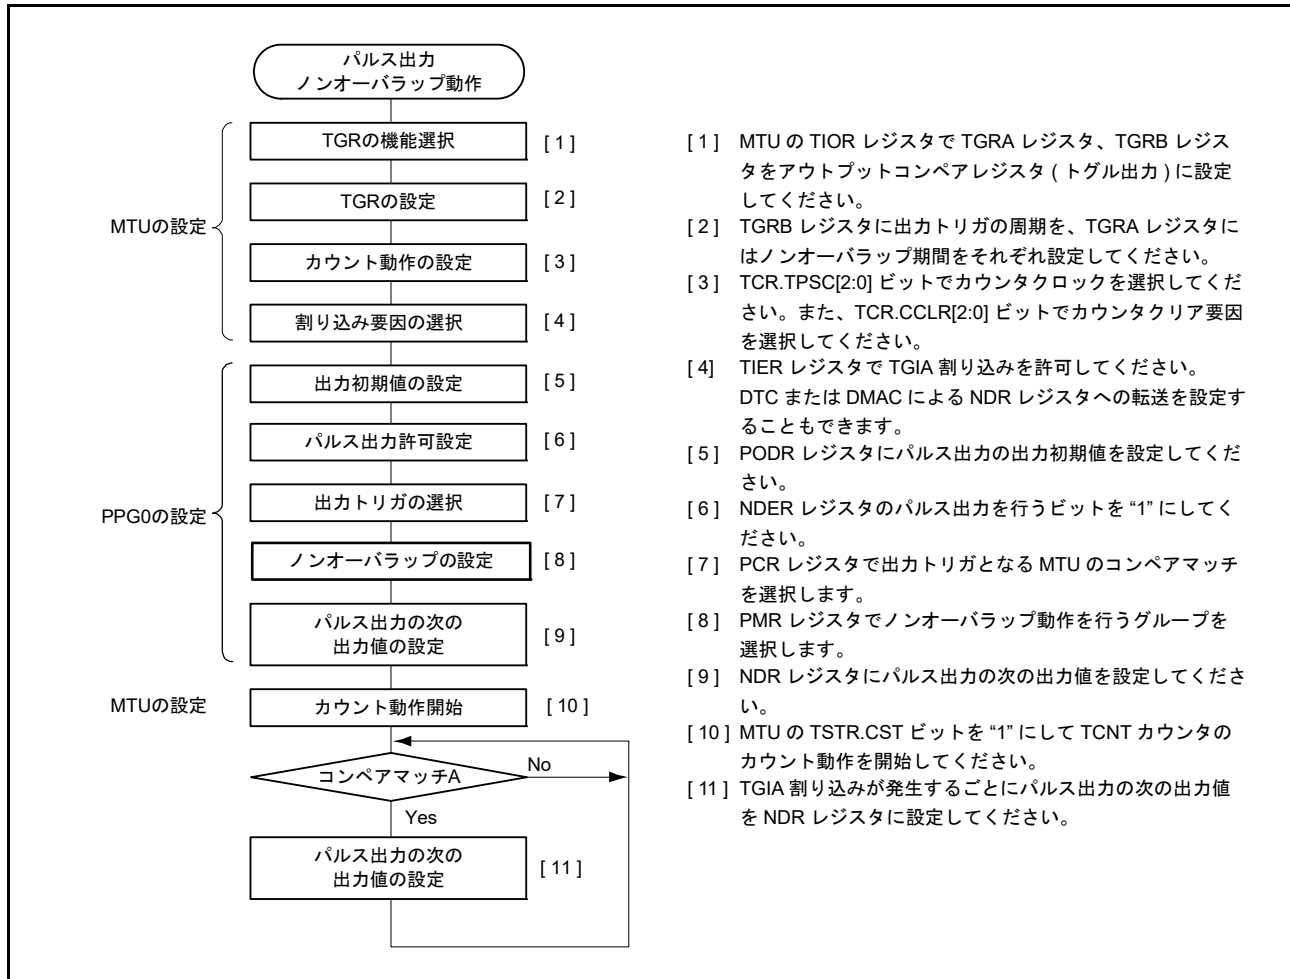 パルス出力
ノンオーバラップ動作
MTUの設定
TGRの機能選択
[ 1 ]
TGRの設定
[ 2 ]
カウント動作の設定
[ 3 ]
割り込み要因の選択
[ 4 ]
PPG0の設定
出力初期値の設定
[ 5 ]
パルス出力許可設定
[ 6 ]
出力トリガの選択
[ 7 ]
ノンオーバラップの設定
[ 8 ]
パルス出力の次の
出力値の設定
[ 9 ]
MTUの設定
カウント動作開始
[ 10 ]
コンペアマッチA
No
Yes
パルス出力の次の
出力値の設定
[ 11 ]
[ 1 ] MTU の TIOR レジスタで TGRA レジスタ、TGRB レジス
タをアウトプットコンペアレジスタ ( トグル出力 ) に設定
してください。
[ 2 ] TGRB レジスタに出力トリガの周期を、TGRA レジスタに
はノンオーバラップ期間をそれぞれ設定してください。
[ 3 ] TCR.TPSC[2:0] ビットでカウンタクロックを選択してくだ
さい。また、TCR.CCLR[2:0] ビットでカウンタクリア要因
を選択してください。
[ 4] TIER レジスタで TGIA 割り込みを許可してください。
DTC または DMAC による NDR レジスタへの転送を設定す
ることもできます。
[ 5 ] PODR レジスタにパルス出力の出力初期値を設定してくだ
さい。
[ 6 ] NDER レジスタのパルス出力を行うビットを “1” にしてく
ださい。
[ 7 ] PCR レジスタで出力トリガとなる MTU のコンペアマッチ
を選択します。
[ 8 ] PMR レジスタでノンオーバラップ動作を行うグループを
選択します。
[ 9 ] NDR レジスタにパルス出力の次の出力値を設定してくださ
い。
[ 10 ] MTU の TSTR.CST ビットを “1” にして TCNT カウンタの
カウント動作を開始してください。
[ 11 ] TGIA 割り込みが発生するごとにパルス出力の次の出力値
を NDR レジスタに設定してください。